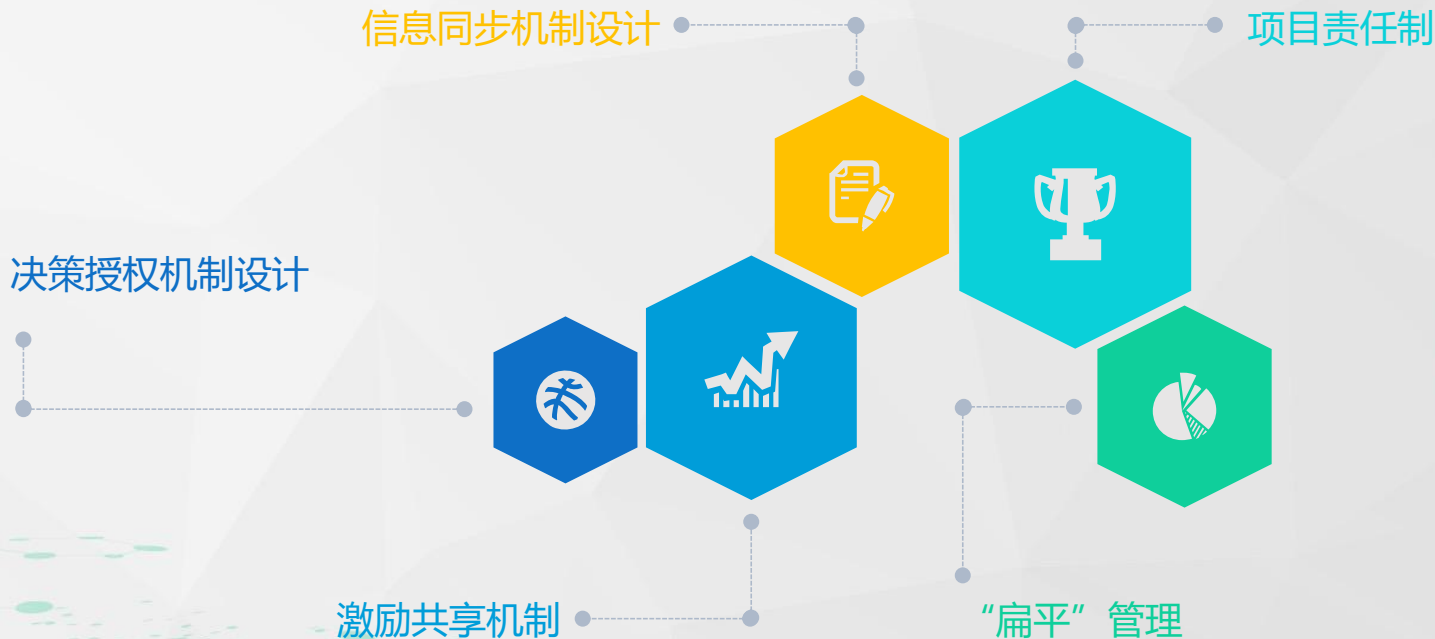 信息同步机制设计
项目责任制
决策授权机制设计
激励共享机制
“扁平”管理